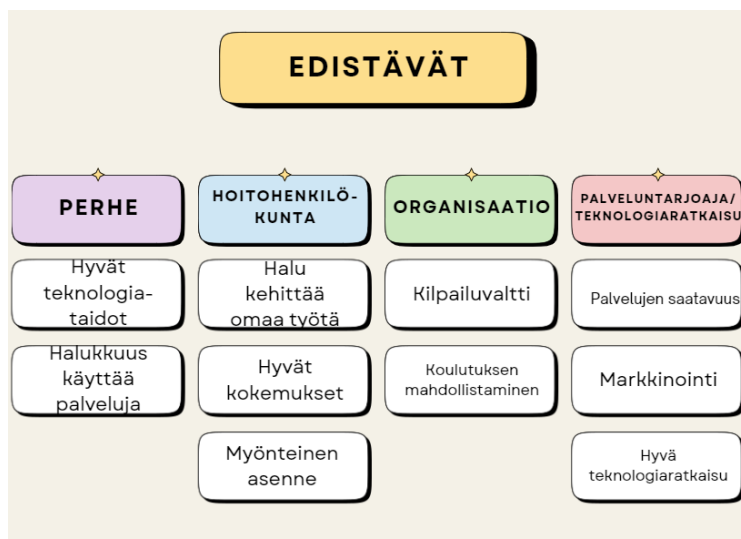 EDISTÄVÄT
PERHE
Hyvät
teknologia-
taidot
Halukkuus
käyttää
palveluja
HOITOHENKILÖ-
KUNTA
Halu
kehittää
omaa työtä
Hyvät
kokemukset
Myönteinen
asenne
ORGANISAATIO
Kilpailuvaltti
Koulutuksen
mahdollistaminen
PALVELUNTARJOAJA/
TEKNOLOGIARATKAISU
Palvelujen saatavuus
Markkinointi
Hyvä
teknologiaratkaisu